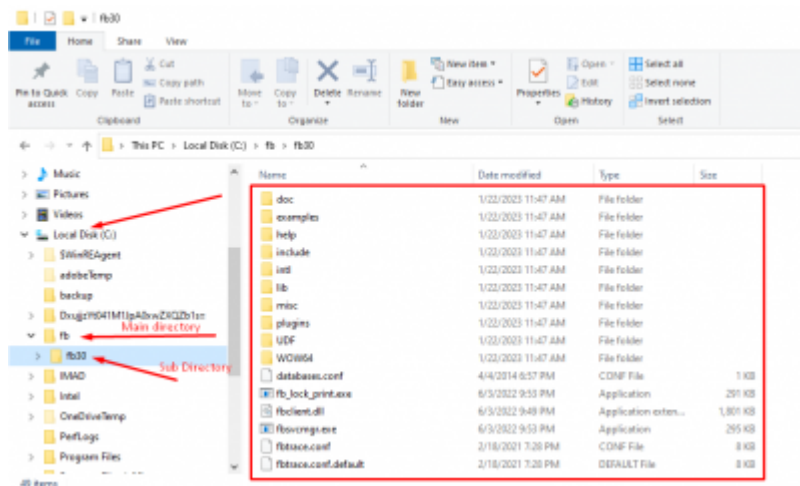 fb30
File Home Share View
Pin to Quick access
Copy
Paste
Cut
Copy path
Paste shortcut
Clipboard
Move to
Copy to
Delete
Rename
Organize
New folder
New item
Easy access
New
Properties
Open
Edit
History
Open
Select all
Select none
Invert selection
Select
This PC > Local Disk (C:) > fb > fb30
Music
Pictures
Videos
Local Disk (C:)
$WinREAgent
adobeTemp
backup
Main directory
fb
fb30
Sub Directory
IMAD
Intel
OneDriveTemp
PerfLogs
Program Files
49 items
Name Date modified Type Size
doc 1/22/2023 11:47 AM File folder
examples 1/22/2023 11:47 AM File folder
help 1/22/2023 11:47 AM File folder
include 1/22/2023 11:47 AM File folder
intl 1/22/2023 11:47 AM File folder
lib 1/22/2023 11:47 AM File folder
misc 1/22/2023 11:47 AM File folder
plugins 1/22/2023 11:47 AM File folder
UDF 1/22/2023 11:47 AM File folder
WOW64 1/22/2023 11:47 AM File folder
databases.conf 4/4/2014 6:57 PM CONF File 1 KB
fb_lock_print.exe 6/3/2022 9:53 PM Application 291 KB
fbclient.dll 6/3/2022 9:48 PM Application exten... 1,801 KB
fbsvcmgr.exe 6/3/2022 9:53 PM Application 295 KB
fbtrace.conf 2/18/2021 7:28 PM CONF File 8 KB
fbtrace.conf.default 2/18/2021 7:28 PM DEFAULT File 8 KB